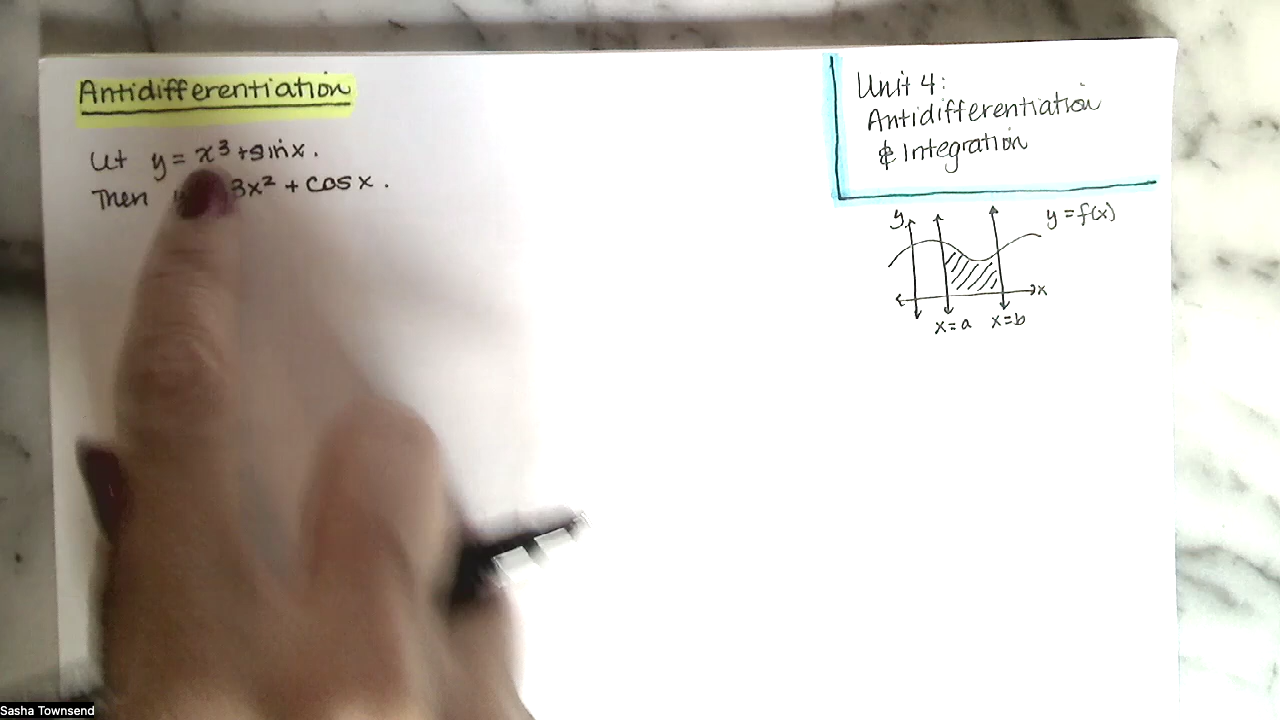 Antidifferentiation
Let y = x³ + sin x.
Then 3x² + cos x.
Unit 4:
Antidifferentiation
& Integration
y
y = f(x)
x
x = a x = b
Sasha Townsend